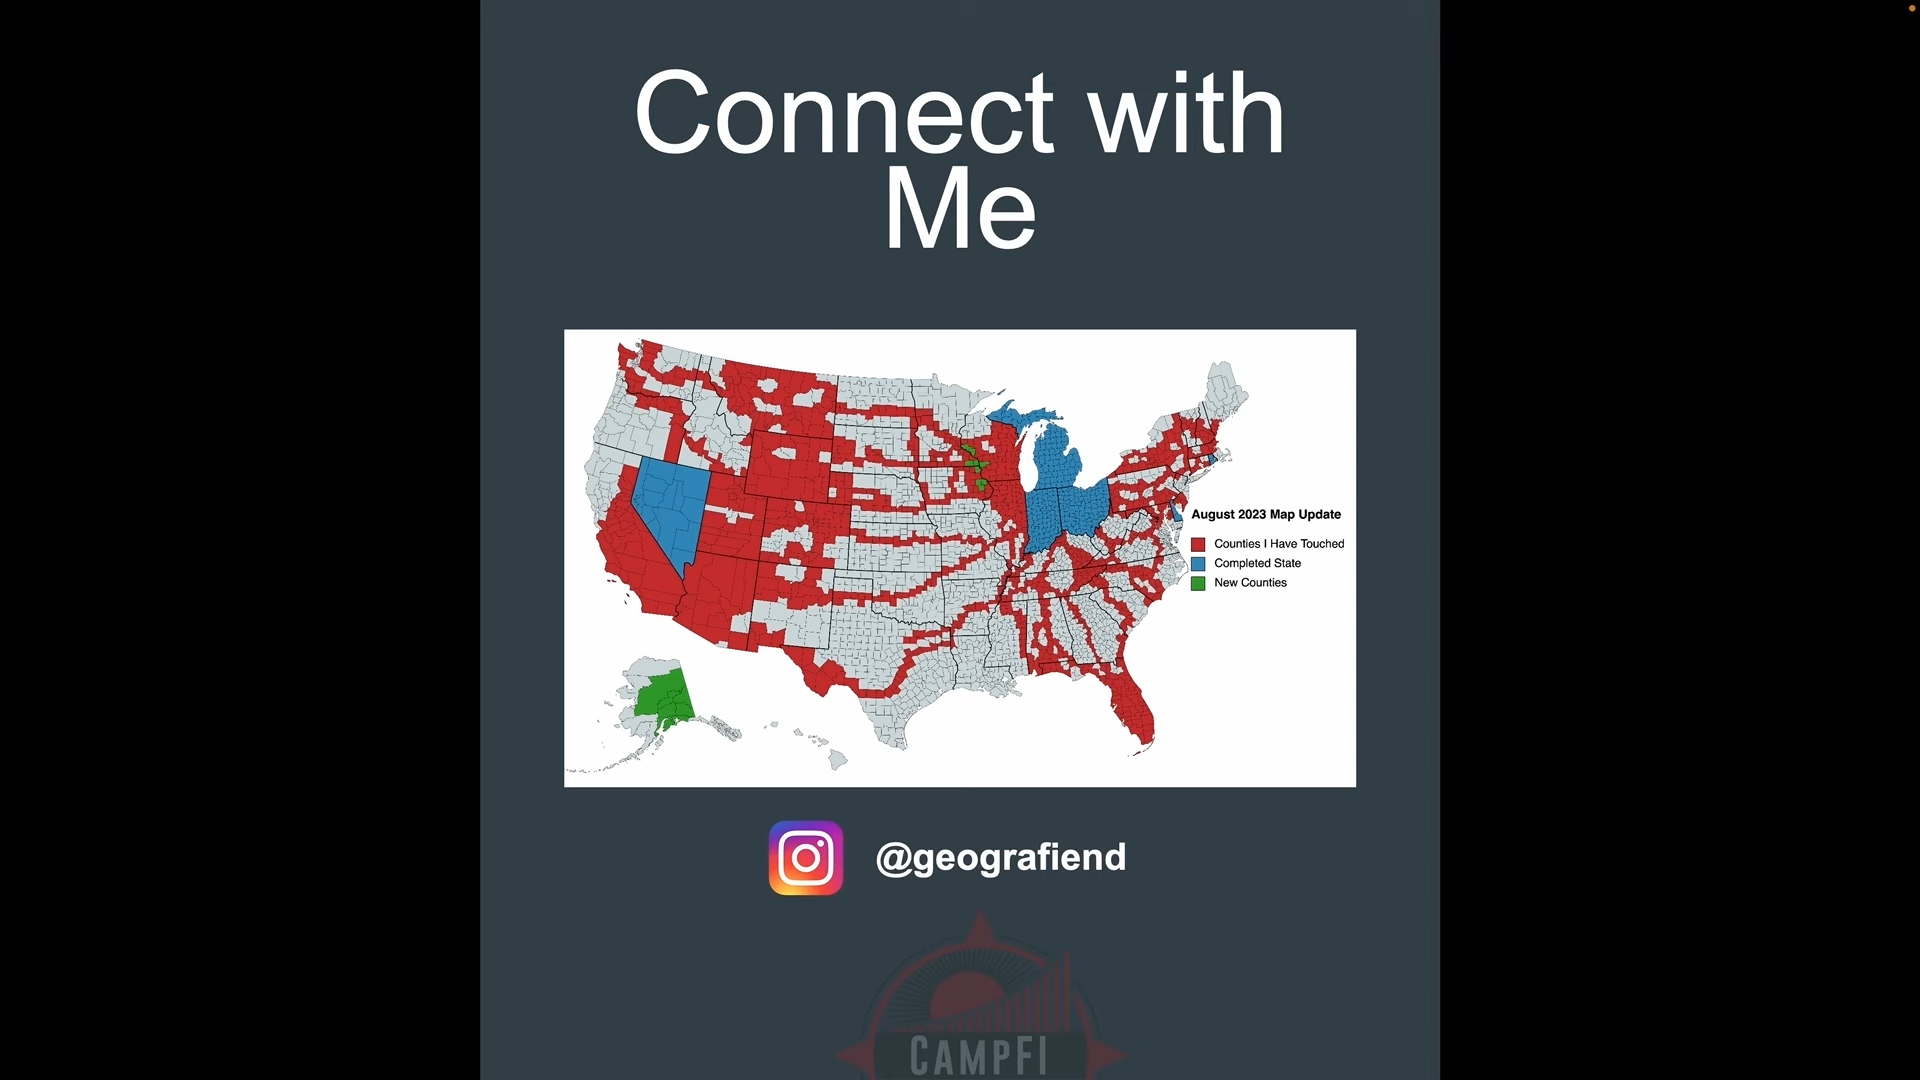 Connect with
Me
August 2023 Map Update
Counties I Have Touched
Completed State
New Counties
@geografiend
CAMPFI